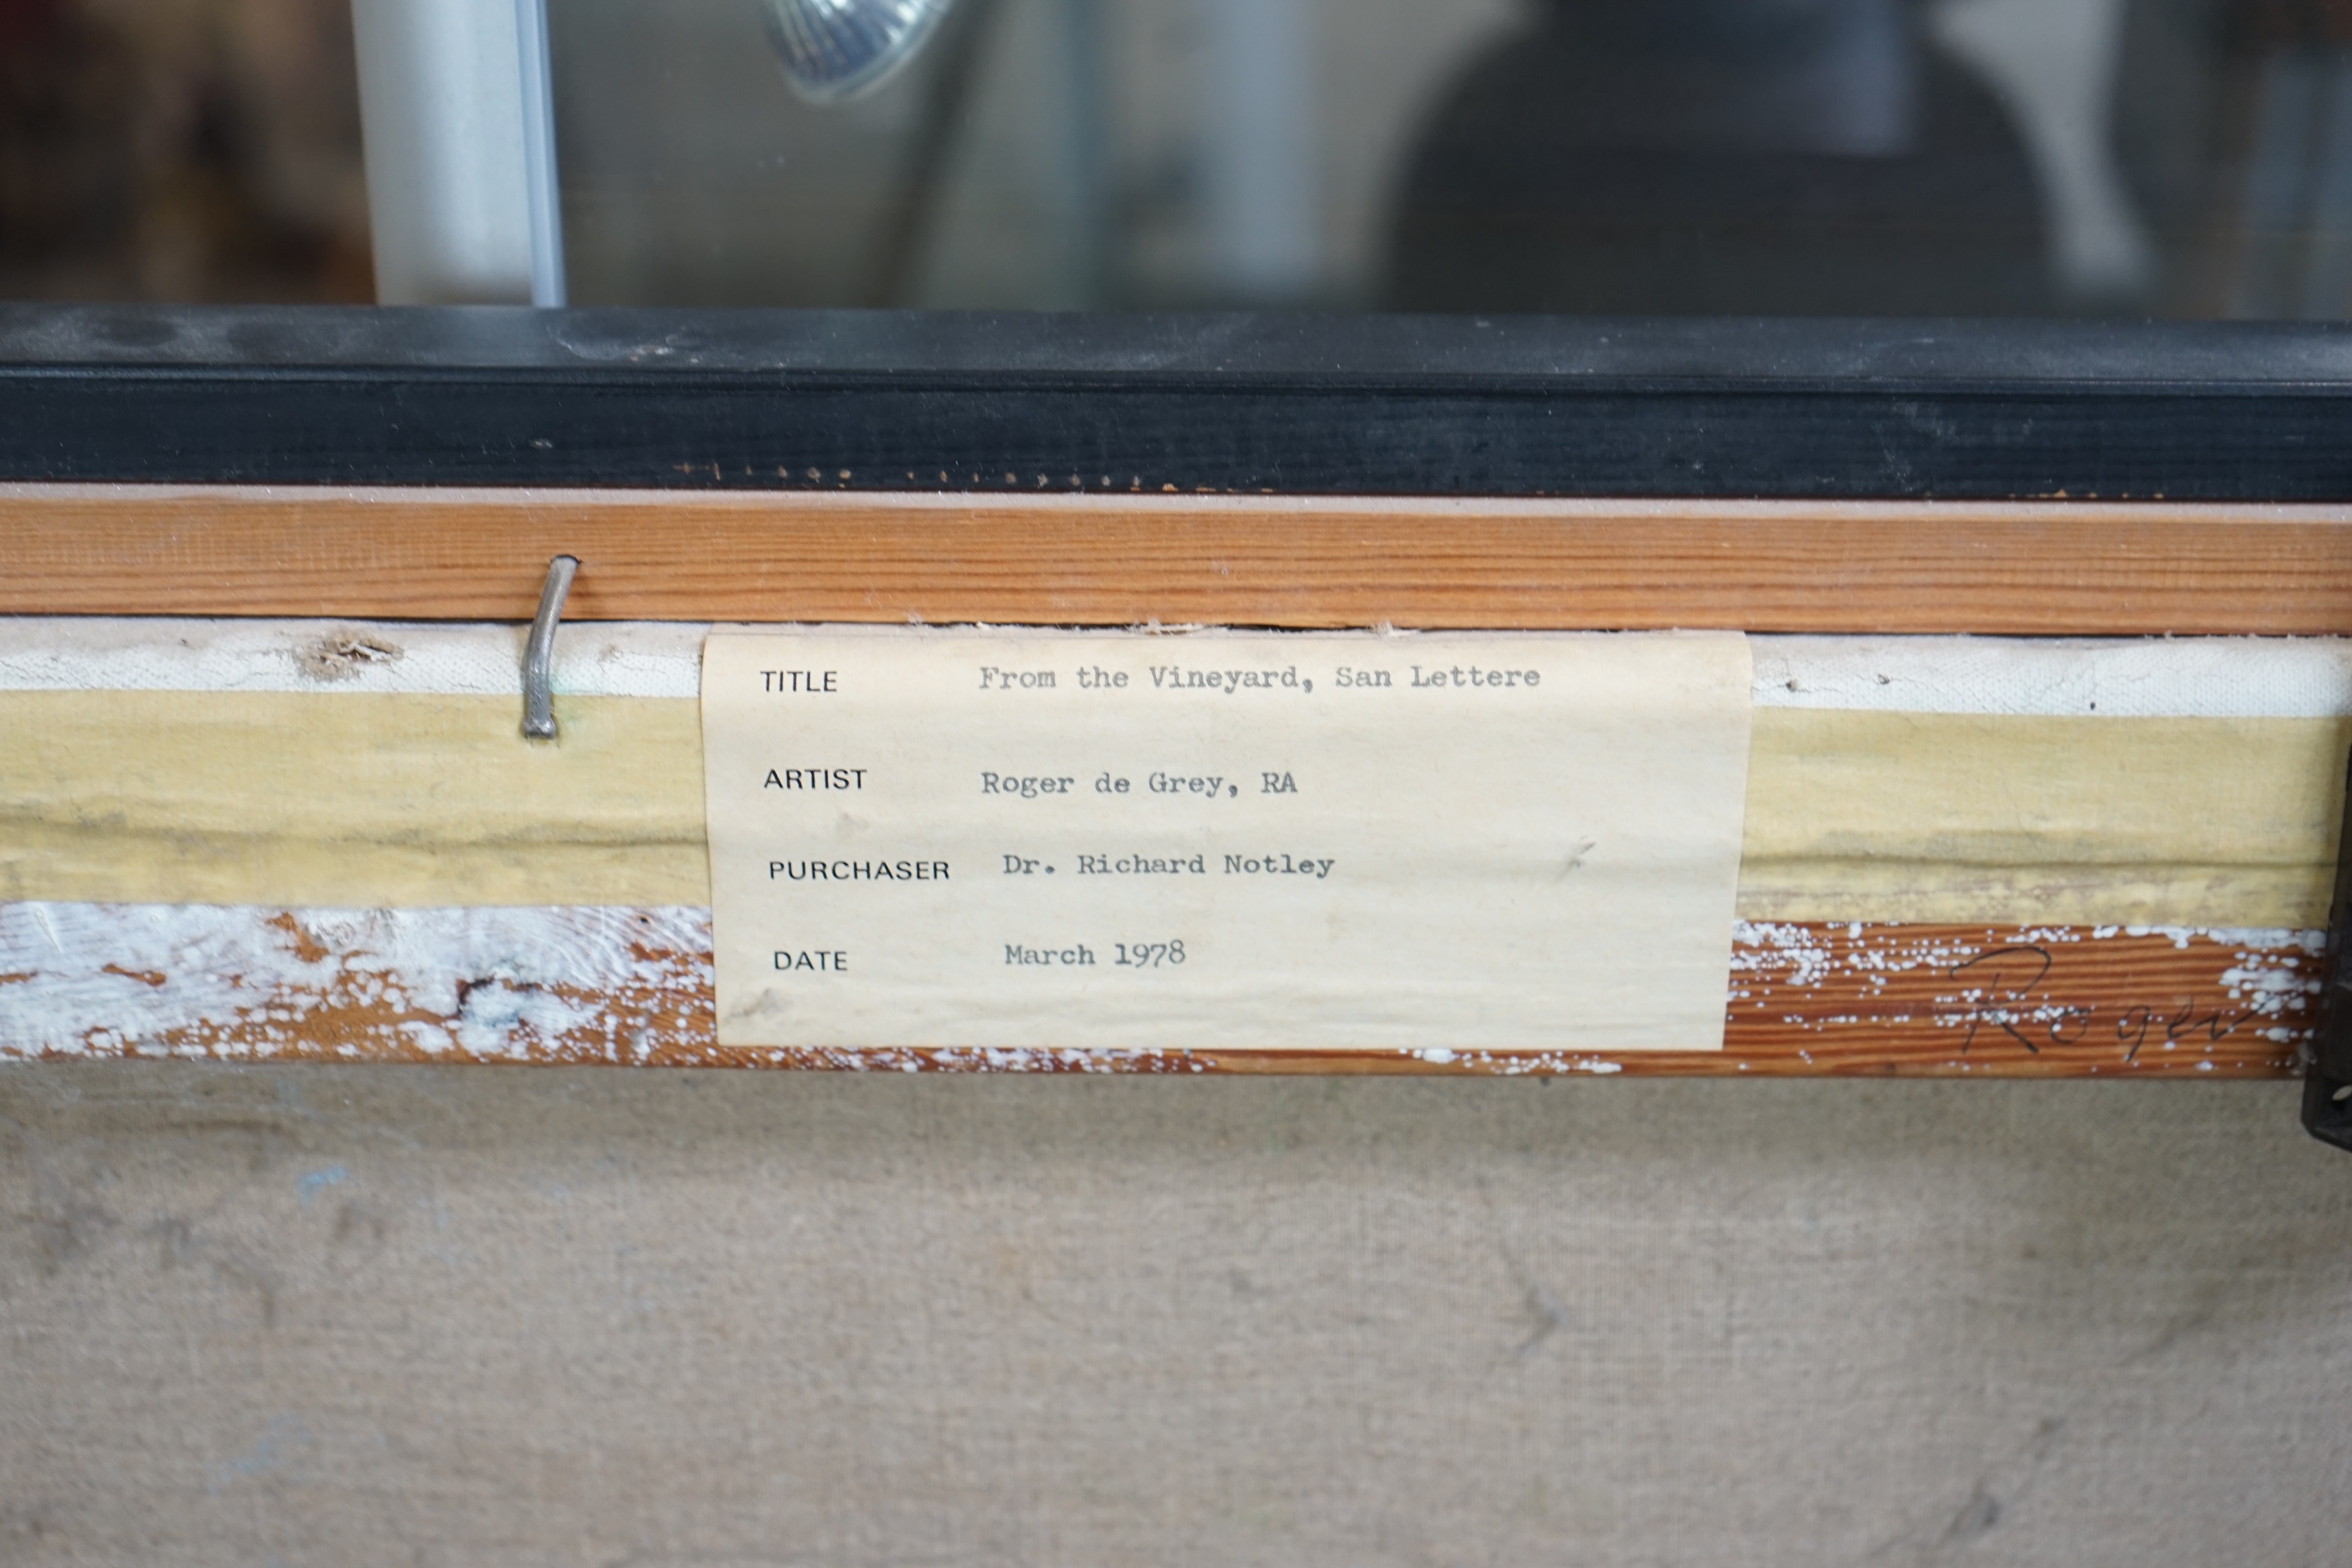 TITLE From the Vineyard, San Lettere
ARTIST Roger de Grey, RA
PURCHASER Dr. Richard Notley
DATE March 1978
Roger